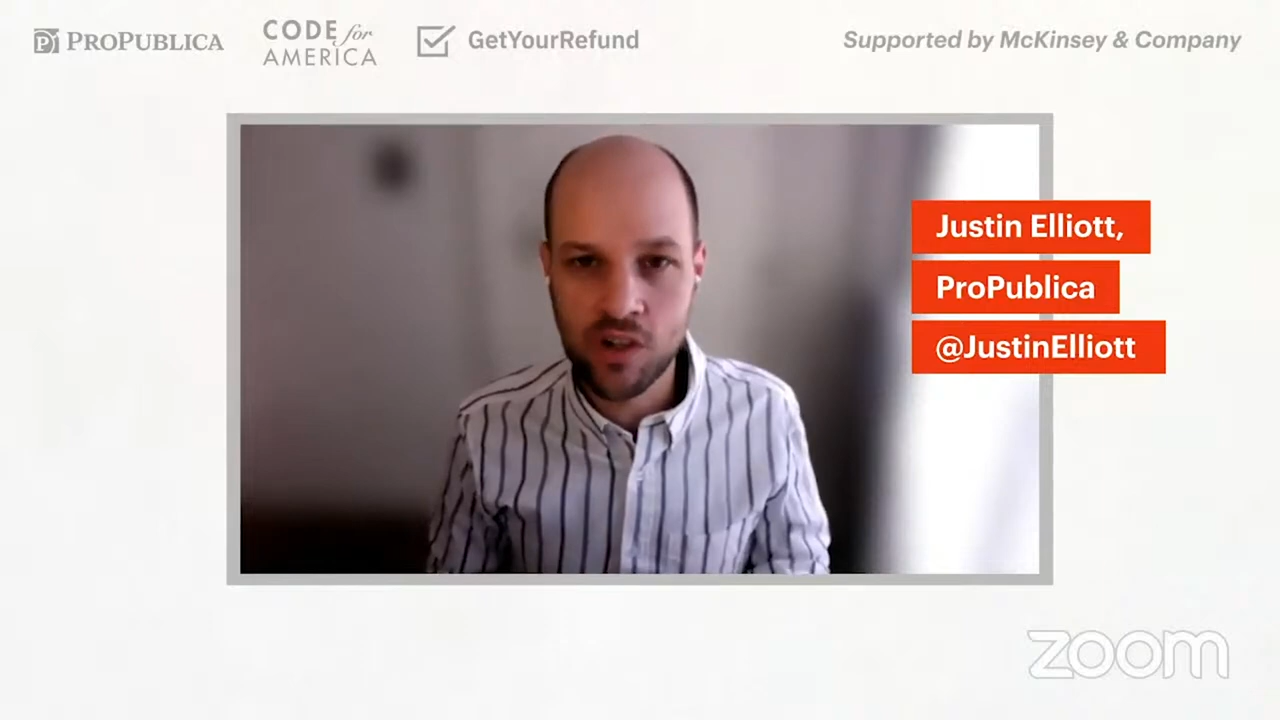 PROPUBLICA
CODE for
AMERICA
GetYourRefund
Supported by McKinsey & Company
Justin Elliott,
ProPublica
@JustinElliott
zoom